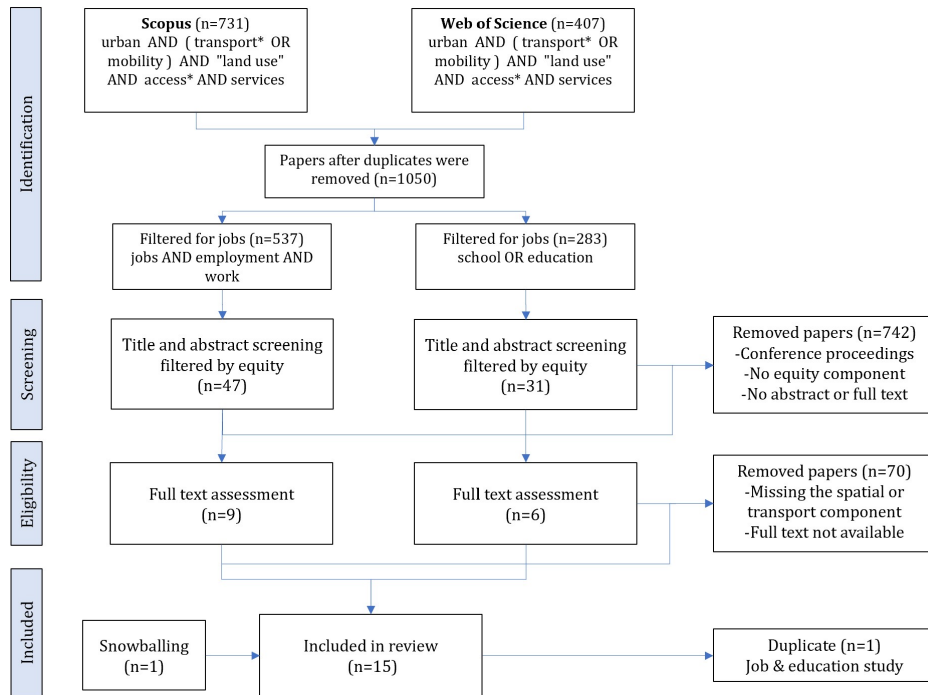 Identification
Scopus (n=731)
urban AND ( transport* OR
mobility ) AND "land use"
AND access* AND services
Web of Science (n=407)
urban AND ( transport* OR
mobility ) AND "land use"
AND access* AND services
Papers after duplicates were
removed (n=1050)
Filtered for jobs (n=537)
jobs AND employment AND
work
Filtered for jobs (n=283)
school OR education
Screening
Title and abstract screening
filtered by equity
(n=47)
Title and abstract screening
filtered by equity
(n=31)
Removed papers (n=742)
-Conference proceedings
-No equity component
-No abstract or full text
Eligibility
Full text assessment
(n=9)
Full text assessment
(n=6)
Removed papers (n=70)
-Missing the spatial or
transport component
-Full text not available
Included
Snowballing
(n=1)
Included in review
(n=15)
Duplicate (n=1)
Job & education study